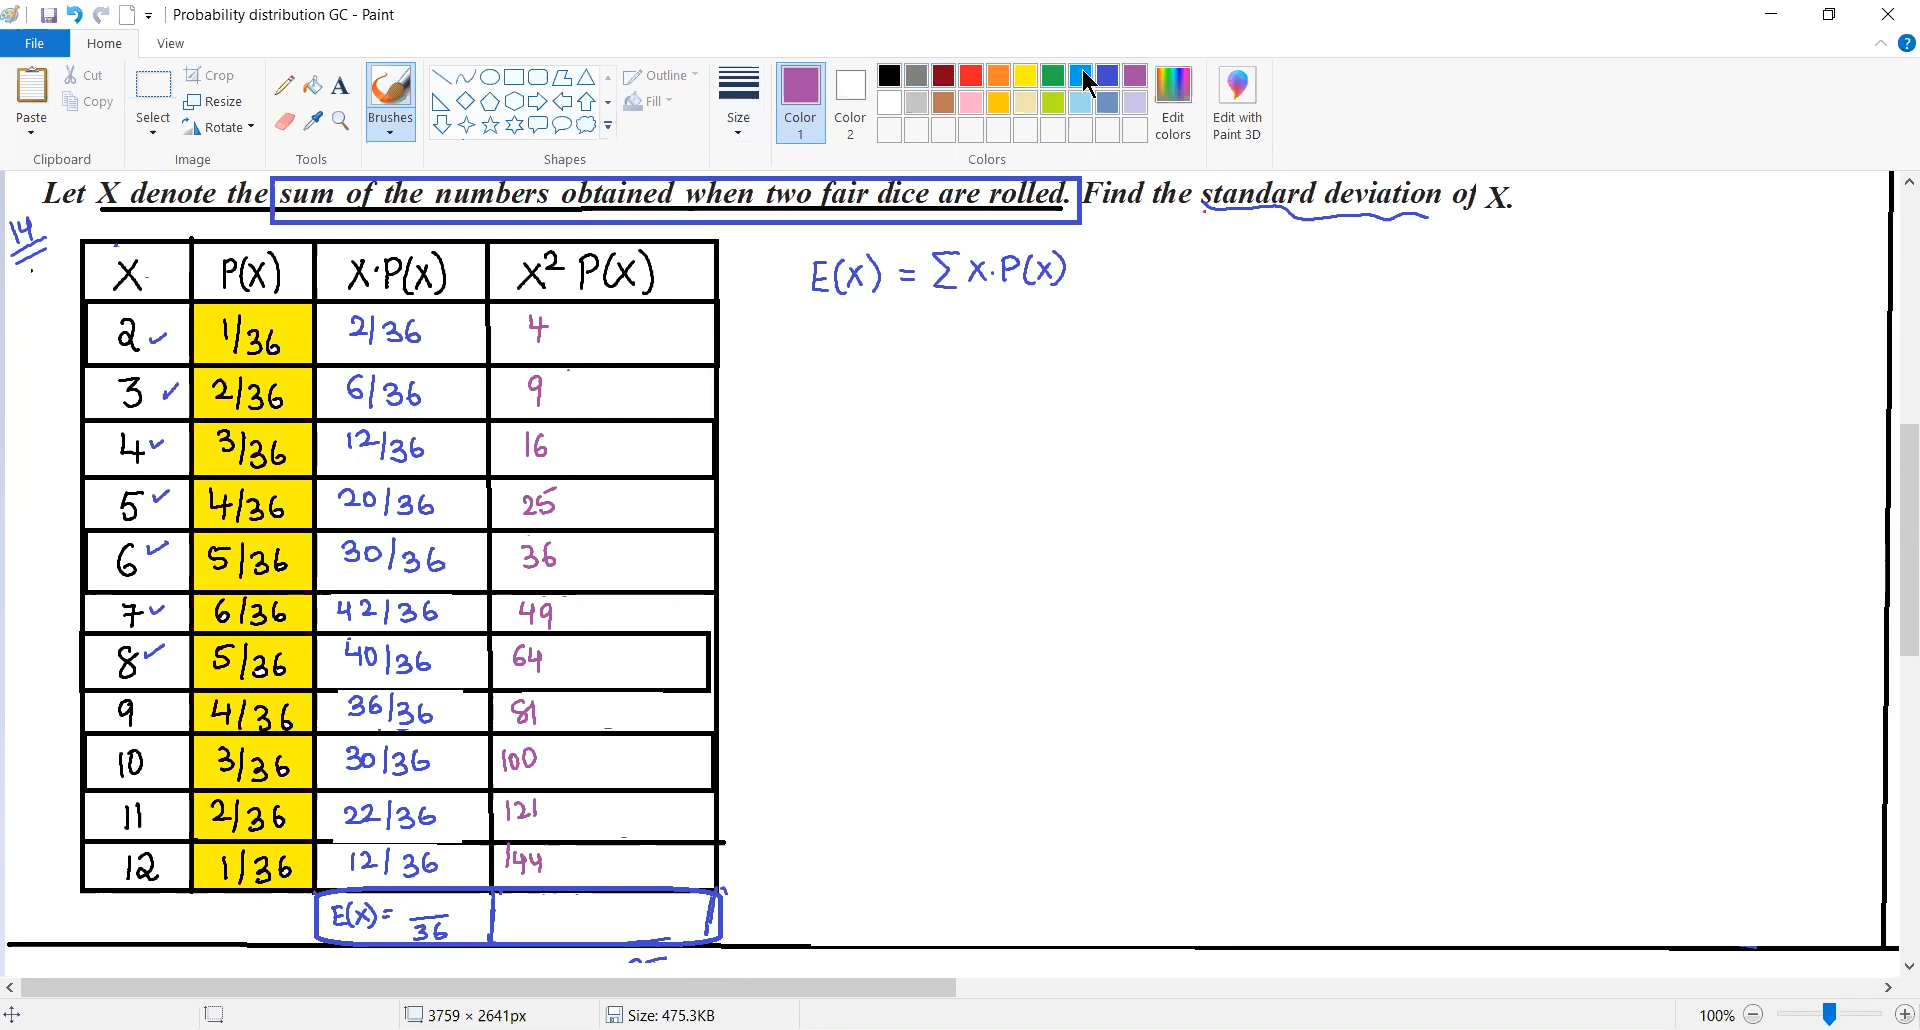 Probability distribution GC - Paint
File Home View
Paste Cut Copy Clipboard
Select Crop Resize Rotate Image
Tools
Brushes
Outline Fill Shapes
Size
Color 1 Color 2 Edit colors Colors
Edit with Paint 3D
Let X denote the sum of the numbers obtained when two fair dice are rolled. Find the standard deviation of X.
14
X P(X) X·P(X) X² P(X)
E(X) = Σ X·P(X)
2 1/36 2/36 4
3 2/36 6/36 9
4 3/36 12/36 16
5 4/36 20/36 25
6 5/36 30/36 36
7 6/36 42/36 49
8 5/36 40/36 64
9 4/36 36/36 81
10 3/36 30/36 100
11 2/36 22/36 121
12 1/36 12/36 144
E(X) = /36
3759 × 2641px Size: 475.3KB 100%